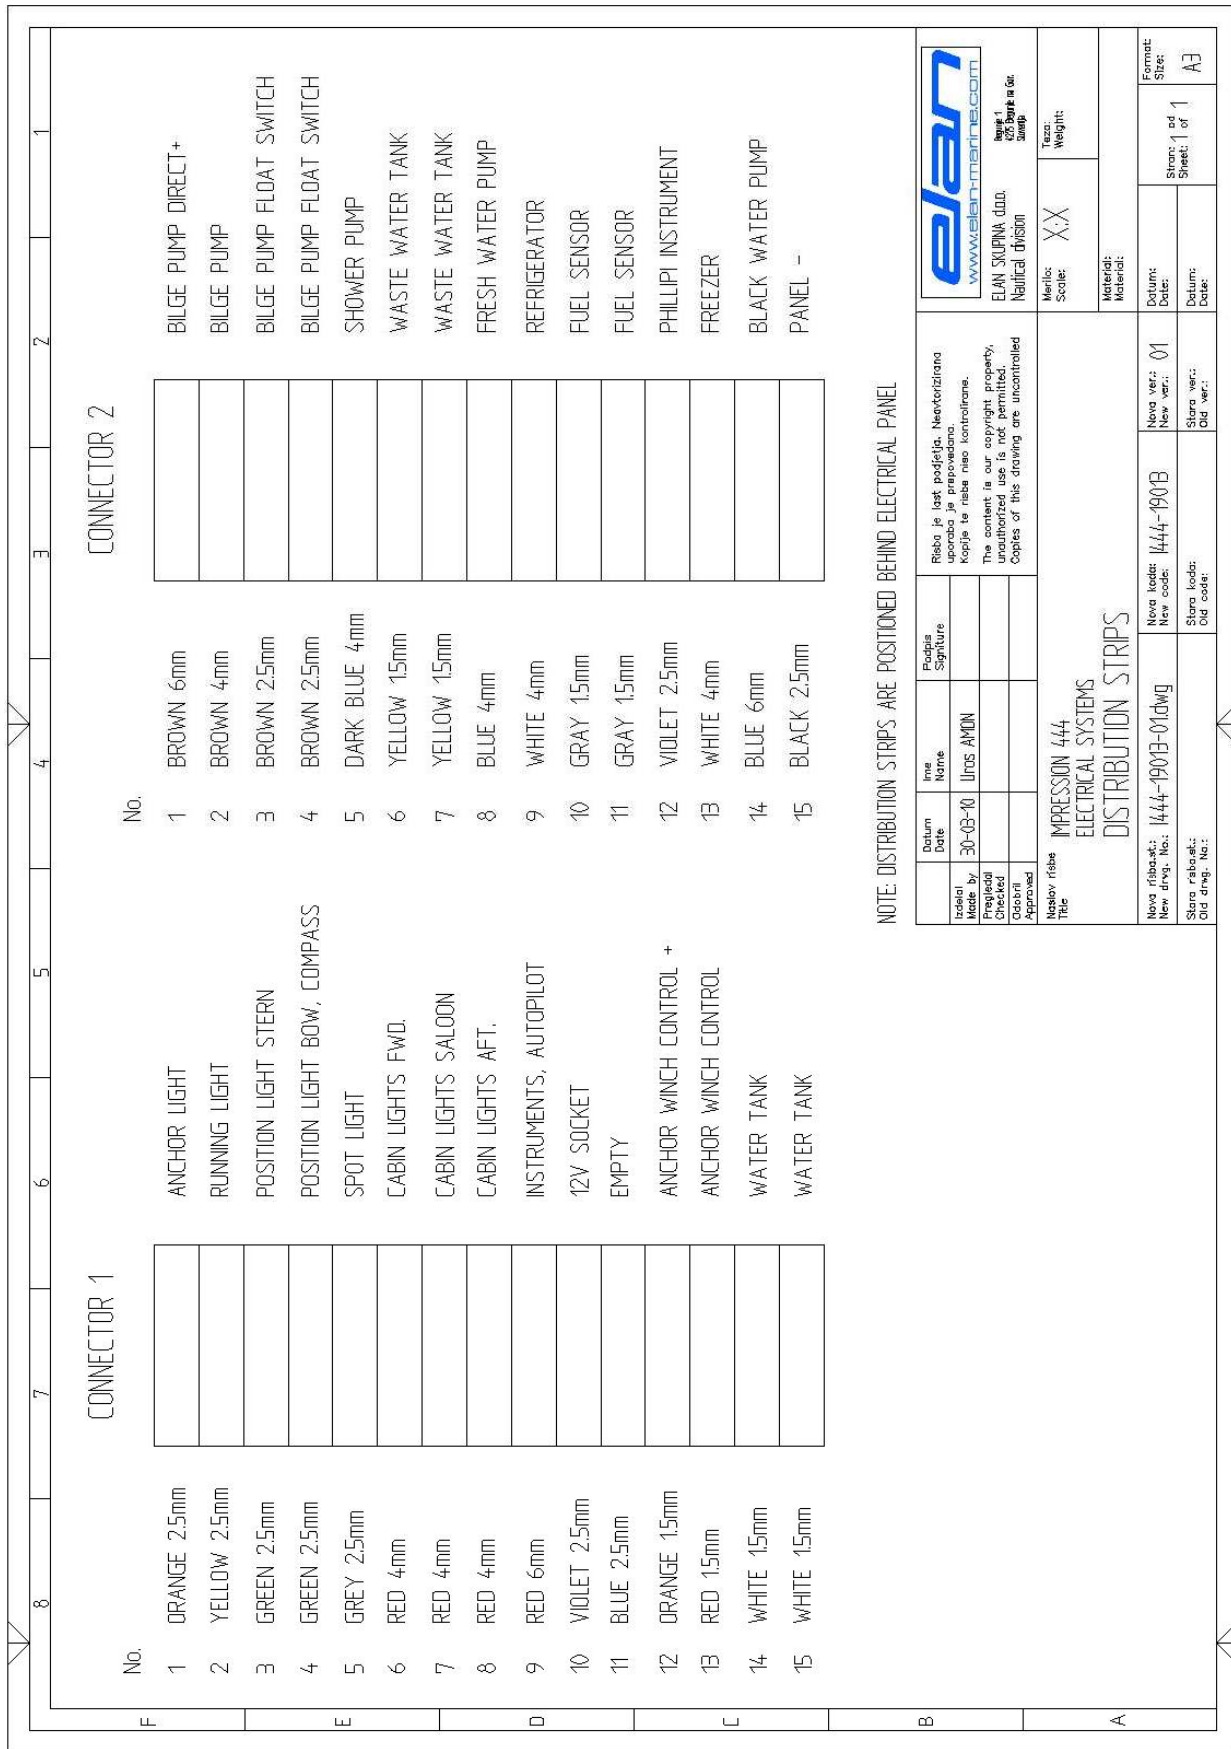 8 7 6 5 4 3 2 1
F
E
D
C
B
A
CONNECTOR 1
No.
1 ORANGE 2.5mm ANCHOR LIGHT
2 YELLOW 2.5mm RUNNING LIGHT
3 GREEN 2.5mm POSITION LIGHT STERN
4 GREEN 2.5mm POSITION LIGHT BOW, COMPASS
5 GREY 2.5mm SPOT LIGHT
6 RED 4mm CABIN LIGHTS FWD.
7 RED 4mm CABIN LIGHTS SALOON
8 RED 4mm CABIN LIGHTS AFT.
9 RED 6mm INSTRUMENTS, AUTOPILOT
10 VIOLET 2.5mm 12V SOCKET
11 BLUE 2.5mm EMPTY
12 ORANGE 1.5mm ANCHOR WINCH CONTROL +
13 RED 1.5mm ANCHOR WINCH CONTROL
14 WHITE 1.5mm WATER TANK
15 WHITE 1.5mm WATER TANK
CONNECTOR 2
No.
1 BROWN 6mm BILGE PUMP DIRECT+
2 BROWN 4mm BILGE PUMP
3 BROWN 2.5mm BILGE PUMP FLOAT SWITCH
4 BROWN 2.5mm BILGE PUMP FLOAT SWITCH
5 DARK BLUE 4mm SHOWER PUMP
6 YELLOW 1.5mm WASTE WATER TANK
7 YELLOW 1.5mm WASTE WATER TANK
8 BLUE 4mm FRESH WATER PUMP
9 WHITE 4mm REFRIGERATOR
10 GRAY 1.5mm FUEL SENSOR
11 GRAY 1.5mm FUEL SENSOR
12 VIOLET 2.5mm PHILLIPI INSTRUMENT
13 WHITE 4mm FREEZER
14 BLUE 6mm BLACK WATER PUMP
15 BLACK 2.5mm PANEL -
NOTE: DISTRIBUTION STRIPS ARE POSITIONED BEHIND ELECTRICAL PANEL
Datum Ime Podpis
Date Name Signiture
Izdelal
Made by 30-03-10 Uros AMON
Pregledal
Checked
Odobril
Approved
Risba je last podjetja. Neavtorizirana
uporaba je prepovedana.
Kopije te risbe niso kontrolirane.
The content is our copyright property,
unauthorized use is not permitted.
Copies of this drawing are uncontrolled
elan
www.elan-marine.com
ELAN SKUPINA d.o.o.
Nautical division
Begunje 1
4275 Begunje na Gor.
Slovenija
Naslov risbe
Title
IMPRESSION 444
ELECTRICAL SYSTEMS
DISTRIBUTION STRIPS
Merilo:
Scale: X:X
Teza:
Weight:
Material:
Material:
Nova risba.st.:
New drwg. No.: I444-19013-01.dwg
Nova koda:
New code: I444-19013
Nova ver.:
New ver.: 01
Datum:
Date:
Stran: 1 od 1
Sheet: 1 of 1
Format:
Size: A3
Stara risba.st.:
Old drwg. No.:
Stara koda:
Old code:
Stara ver.:
Old ver.:
Datum:
Date: